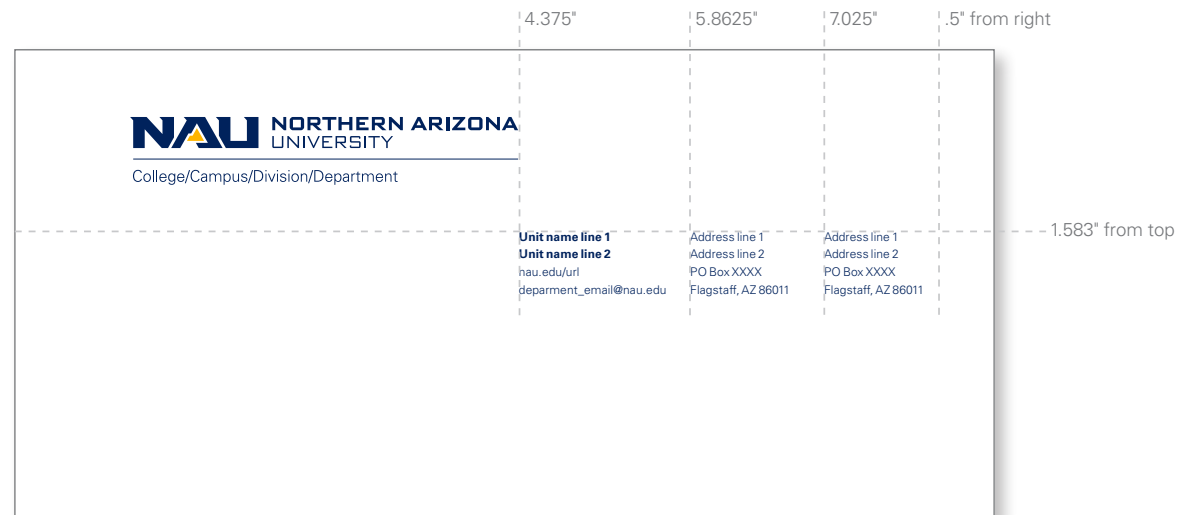 4.375" 5.8625" 7.025" .5" from right
NAU NORTHERN ARIZONA
UNIVERSITY
College/Campus/Division/Department
1.583" from top
Unit name line 1 Address line 1 Address line 1
Unit name line 2 Address line 2 Address line 2
nau.edu/url PO Box XXXX PO Box XXXX
deparment_email@nau.edu Flagstaff, AZ 86011 Flagstaff, AZ 86011